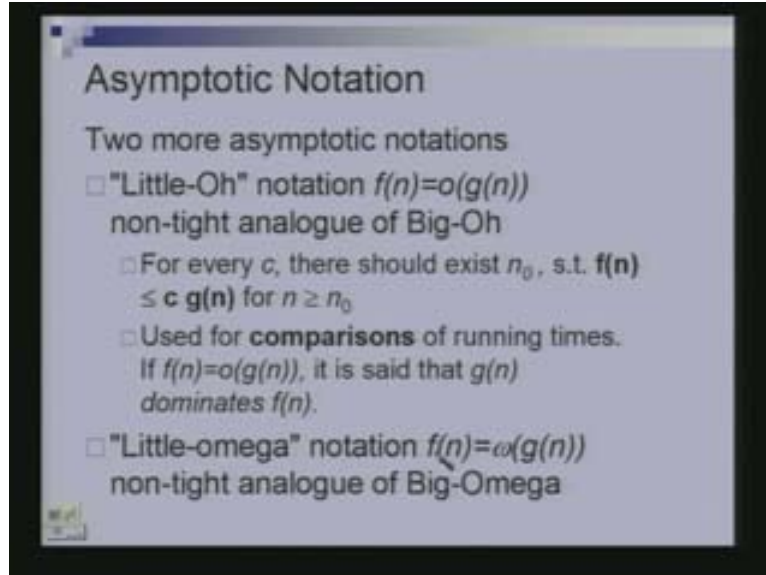 Asymptotic Notation
Two more asymptotic notations
"Little-Oh" notation f(n)=o(g(n))
non-tight analogue of Big-Oh
For every c, there should exist n₀ , s.t. f(n)
≤ c g(n) for n ≥ n₀
Used for comparisons of running times.
If f(n)=o(g(n)), it is said that g(n)
dominates f(n).
"Little-omega" notation f(n)=ω(g(n))
non-tight analogue of Big-Omega